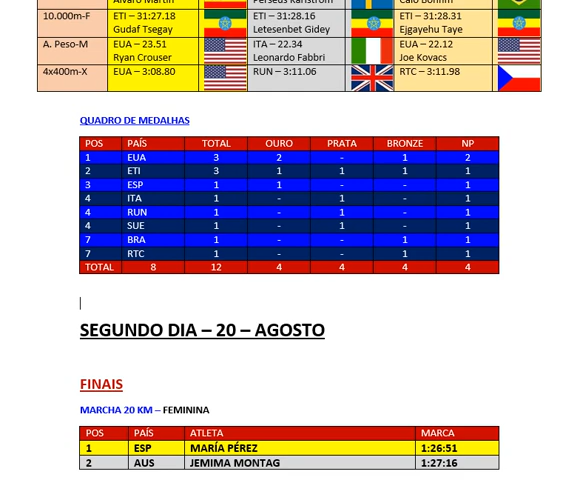 Álvaro Martín Perseus Karlström Caio Bonfim
10.000m-F ETI – 31:27.18 ETI – 31:28.16 ETI – 31:28.31
Gudaf Tsegay Letesenbet Gidey Ejgayehu Taye
A. Peso-M EUA – 23.51 ITA – 22.34 EUA – 22.12
Ryan Crouser Leonardo Fabbri Joe Kovacs
4x400m-X EUA – 3:08.80 RUN – 3:11.06 RTC – 3:11.98
QUADRO DE MEDALHAS
POS PAÍS TOTAL OURO PRATA BRONZE NP
1 EUA 3 2 - 1 2
2 ETI 3 1 1 1 1
3 ESP 1 1 - - 1
4 ITA 1 - 1 - 1
4 RUN 1 - 1 - 1
4 SUE 1 - 1 - 1
7 BRA 1 - - 1 1
7 RTC 1 - - 1 1
TOTAL 8 12 4 4 4 4
SEGUNDO DIA – 20 – AGOSTO
FINAIS
MARCHA 20 KM – FEMININA
POS PAÍS ATLETA MARCA
1 ESP MARÍA PÉREZ 1:26:51
2 AUS JEMIMA MONTAG 1:27:16